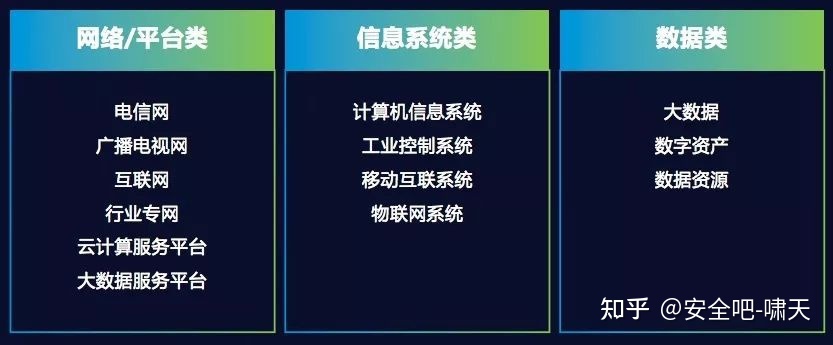 网络/平台类
电信网
广播电视网
互联网
行业专网
云计算服务平台
大数据服务平台
信息系统类
计算机信息系统
工业控制系统
移动互联系统
物联网系统
数据类
大数据
数字资产
数据资源
知乎 @安全吧-啸天